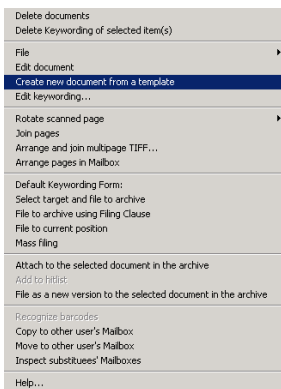 Delete documents
Delete Keywording of selected item(s)
File
Edit document
Create new document from a template
Edit keywording...
Rotate scanned page
Join pages
Arrange and join multipage TIFF...
Arrange pages in Mailbox
Default Keywording Form:
Select target and file to archive
File to archive using Filing Clause
File to current position
Mass filing
Attach to the selected document in the archive
Add to hitlist
File as a new version to the selected document in the archive
Recognize barcodes
Copy to other user's Mailbox
Move to other user's Mailbox
Inspect substituees' Mailboxes
Help...